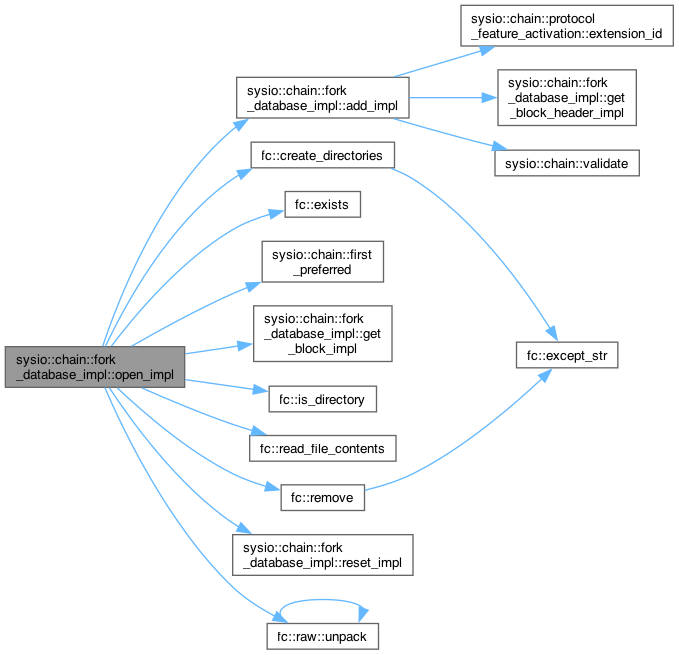 sysio::chain::protocol
_feature_activation::extension_id
sysio::chain::fork
_database_impl::add_impl
sysio::chain::fork
_database_impl::get
_block_header_impl
fc::create_directories
sysio::chain::validate
fc::exists
sysio::chain::first
_preferred
sysio::chain::fork
_database_impl::get
_block_impl
sysio::chain::fork
_database_impl::open_impl
fc::except_str
fc::is_directory
fc::read_file_contents
fc::remove
sysio::chain::fork
_database_impl::reset_impl
fc::raw::unpack